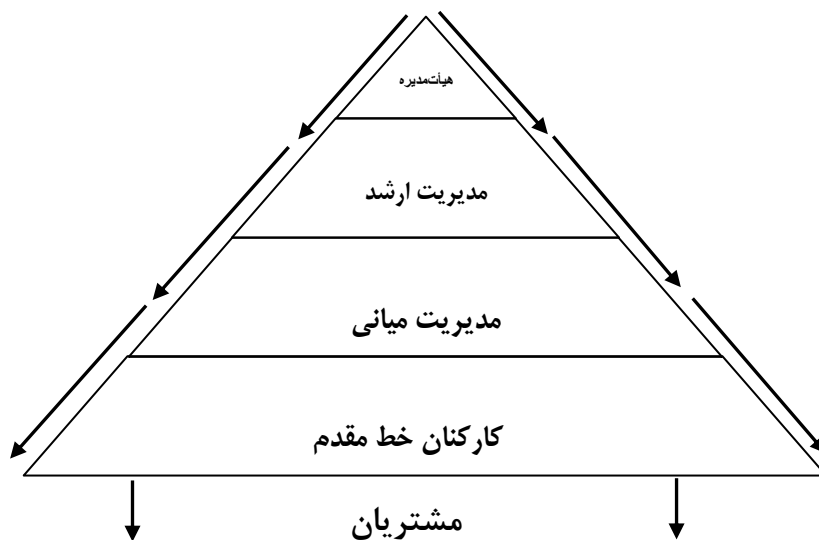 هیأت‌مدیره
مدیریت ارشد
مدیریت میانی
کارکنان خط مقدم
مشتریان